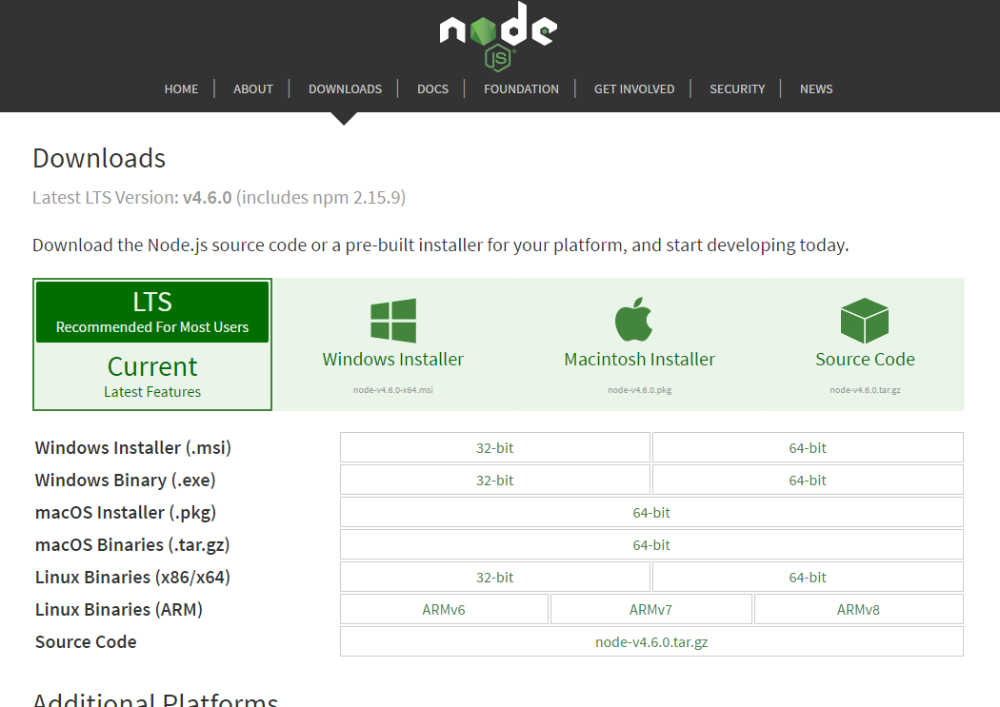 node
JS
HOME ABOUT DOWNLOADS DOCS FOUNDATION GET INVOLVED SECURITY NEWS
Downloads
Latest LTS Version: v4.6.0 (includes npm 2.15.9)
Download the Node.js source code or a pre-built installer for your platform, and start developing today.
LTS
Recommended For Most Users
Current
Latest Features
Windows Installer
node-v4.6.0-x64.msi
Macintosh Installer
node-v4.6.0.pkg
Source Code
node-v4.6.0.tar.gz
Windows Installer (.msi) 32-bit 64-bit
Windows Binary (.exe) 32-bit 64-bit
macOS Installer (.pkg) 64-bit
macOS Binaries (.tar.gz) 64-bit
Linux Binaries (x86/x64) 32-bit 64-bit
Linux Binaries (ARM) ARMv6 ARMv7 ARMv8
Source Code node-v4.6.0.tar.gz
Additional Platforms